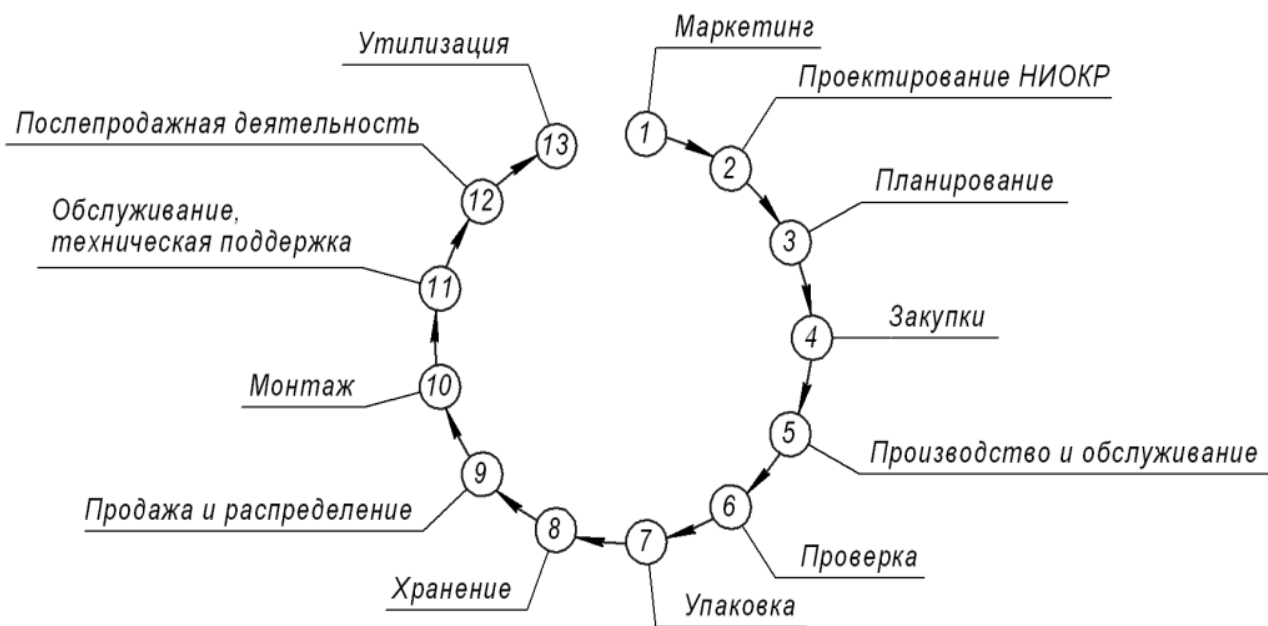 Маркетинг
1
Проектирование НИОКР
2
Планирование
3
Закупки
4
Производство и обслуживание
5
Проверка
6
Упаковка
7
Хранение
8
Продажа и распределение
9
Монтаж
10
Обслуживание,
техническая поддержка
11
Послепродажная деятельность
12
Утилизация
13